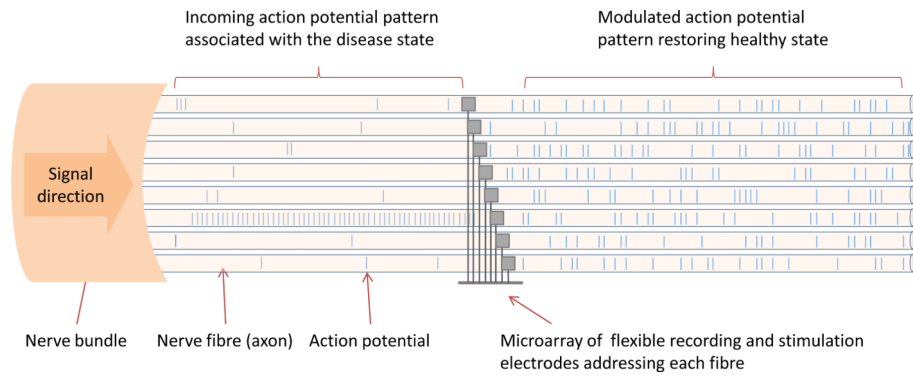 Incoming action potential pattern
associated with the disease state
Modulated action potential
pattern restoring healthy state
Signal
direction
Nerve bundle
Nerve fibre (axon)
Action potential
Microarray of flexible recording and stimulation
electrodes addressing each fibre